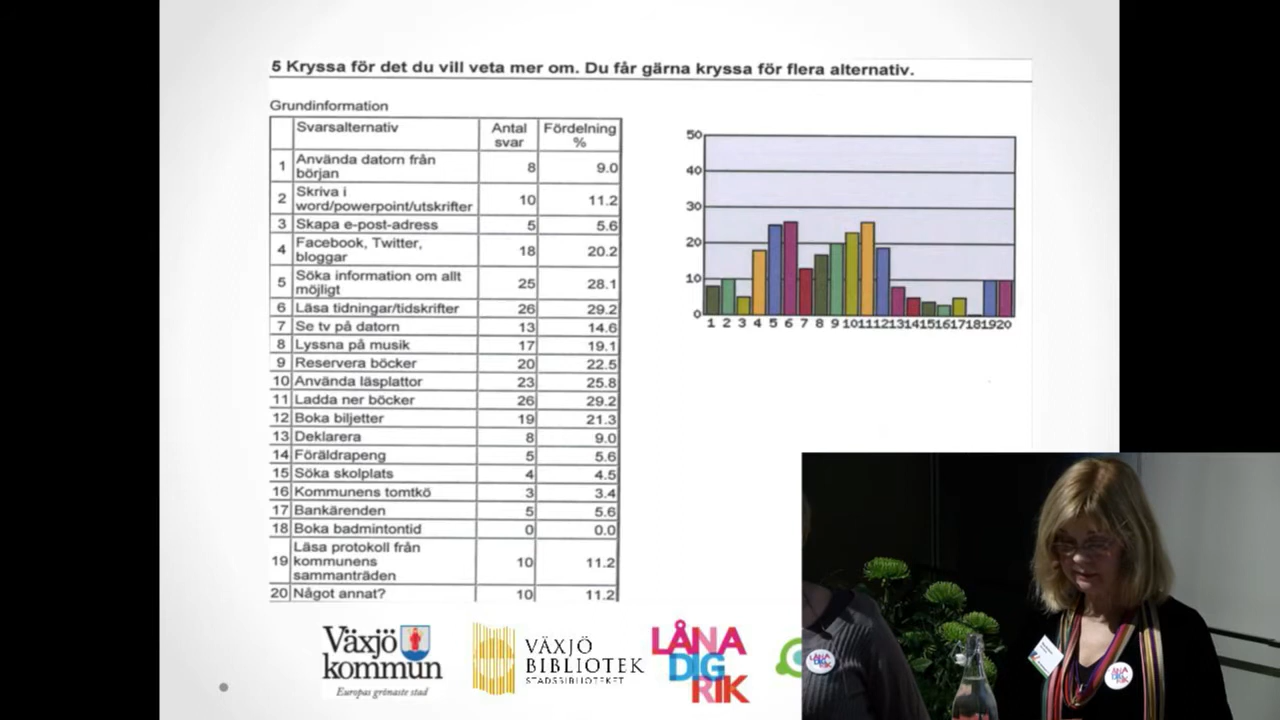 5 Kryssa för det du vill veta mer om. Du får gärna kryssa för flera alternativ.
Grundinformation
Svarsalternativ Antal svar Fördelning %
1 Använda datorn från början 8 9.0
2 Skriva i word/powerpoint/utskrifter 10 11.2
3 Skapa e-post-adress 5 5.6
4 Facebook, Twitter, bloggar 18 20.2
5 Söka information om allt möjligt 25 28.1
6 Läsa tidningar/tidskrifter 26 29.2
7 Se tv på datorn 13 14.6
8 Lyssna på musik 17 19.1
9 Reservera böcker 20 22.5
10 Använda läsplattor 23 25.8
11 Ladda ner böcker 26 29.2
12 Boka biljetter 19 21.3
13 Deklarera 8 9.0
14 Föräldrapeng 5 5.6
15 Söka skolplats 4 4.5
16 Kommunens tomtkö 3 3.4
17 Bankärenden 5 5.6
18 Boka badmintontid 0 0.0
19 Läsa protokoll från kommunens sammanträden 10 11.2
20 Något annat? 10 11.2
50
40
30
20
10
0
1 2 3 4 5 6 7 8 9 10 11 12 13 14 15 16 17 18 19 20
Växjö
kommun
Europas grönaste stad
VÄXJÖ
BIBLIOTEK
STADSBIBLIOTEKET
LÅNA
DIG
RIK
LÅNA
DIG
RIK
LÅNA
DIG
RIK